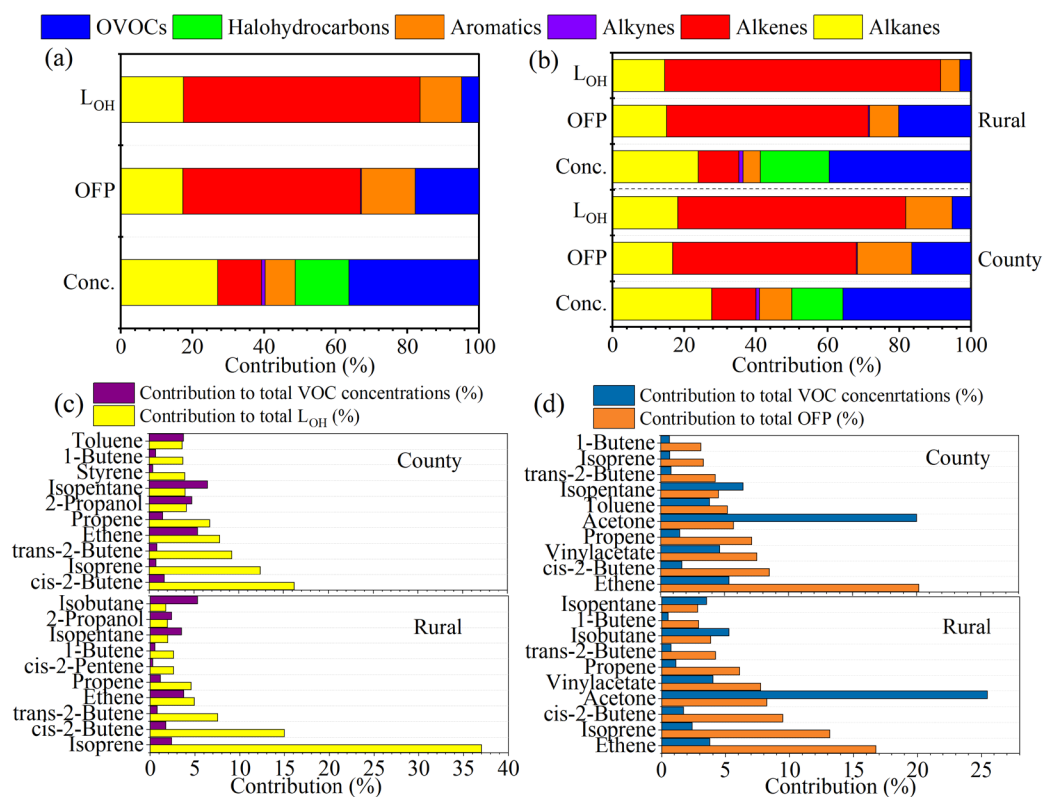 OVOCs Halohydrocarbons Aromatics Alkynes Alkenes Alkanes
(a)
L_OH
OFP
Conc.
0 20 40 60 80 100
Contribution (%)
(b)
L_OH
OFP
Rural
Conc.
L_OH
OFP
County
Conc.
0 20 40 60 80 100
Contribution (%)
(c)
Contribution to total VOC concentrations (%)
Contribution to total L_OH (%)
Toluene
1-Butene
County
Styrene
Isopentane
2-Propanol
Propene
Ethene
trans-2-Butene
Isoprene
cis-2-Butene
Isobutane
2-Propanol
Rural
Isopentane
1-Butene
cis-2-Pentene
Propene
Ethene
trans-2-Butene
cis-2-Butene
Isoprene
0 5 10 15 20 25 30 35 40
Contribution (%)
(d)
Contribution to total VOC concenrtations (%)
Contribution to total OFP (%)
1-Butene
Isoprene
County
trans-2-Butene
Isopentane
Toluene
Acetone
Propene
Vinylacetate
cis-2-Butene
Ethene
Isopentane
1-Butene
Rural
Isobutane
trans-2-Butene
Propene
Vinylacetate
Acetone
cis-2-Butene
Isoprene
Ethene
0 5 10 15 20 25
Contribution (%)